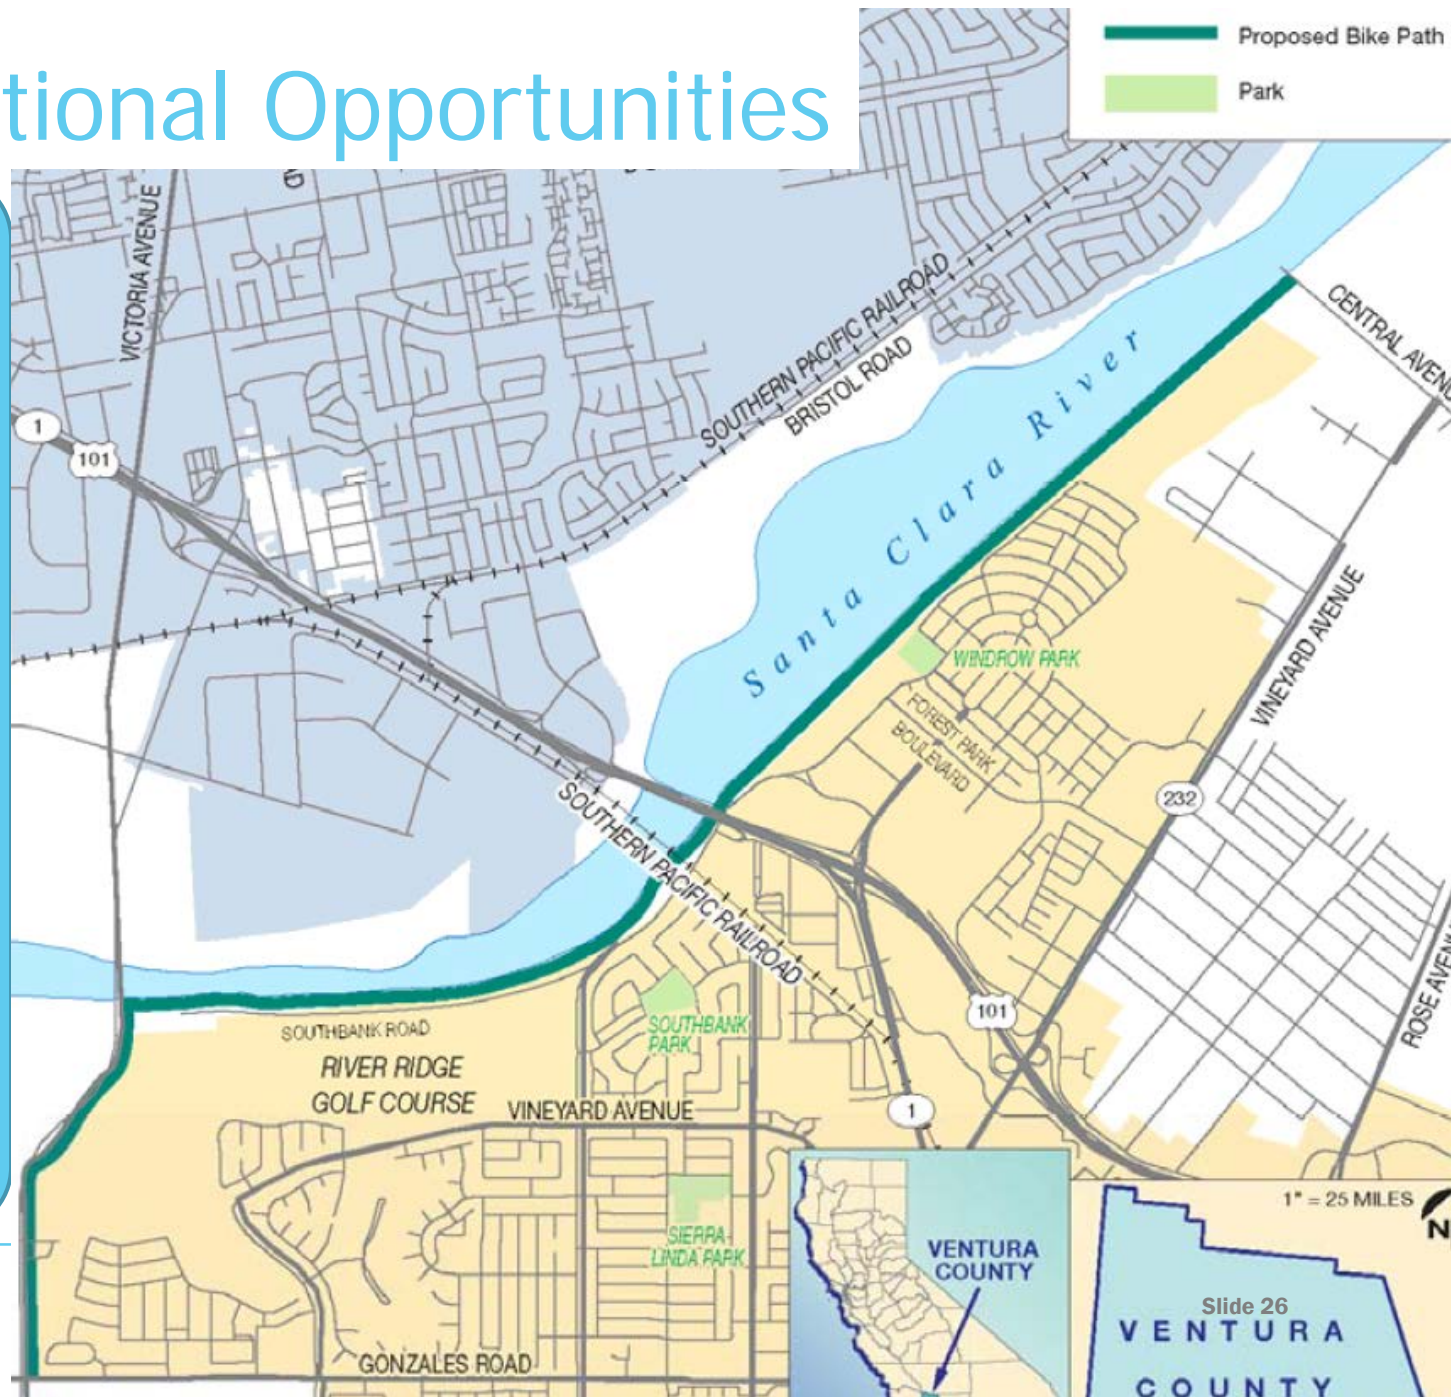 tional Opportunities
Proposed Bike Path
Park
VICTORIA AVENUE
SOUTHERN PACIFIC RAILROAD
BRISTOL ROAD
CENTRAL AVENUE
1
101
Santa Clara River
WINDROW PARK
FOREST PARK
BOULEVARD
VINEYARD AVENUE
232
SOUTHERN PACIFIC RAILROAD
101
ROSE AVEN
SOUTHBANK ROAD
SOUTHBANK
PARK
RIVER RIDGE
GOLF COURSE
VINEYARD AVENUE
1
SIERRA
LINDA PARK
GONZALES ROAD
VENTURA
COUNTY
1" = 25 MILES
N
Slide 26
VENTURA
COUNTY